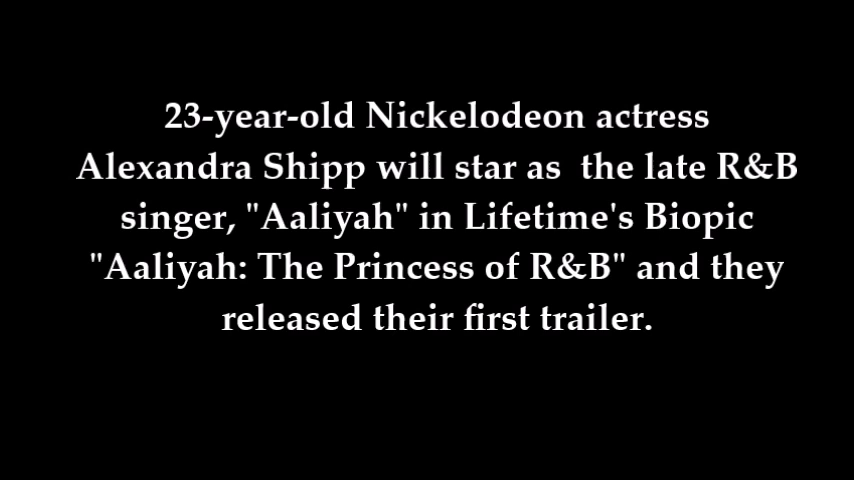 23-year-old Nickelodeon actress
Alexandra Shipp will star as  the late R&B
singer, "Aaliyah" in Lifetime's Biopic
"Aaliyah: The Princess of R&B" and they
released their first trailer.